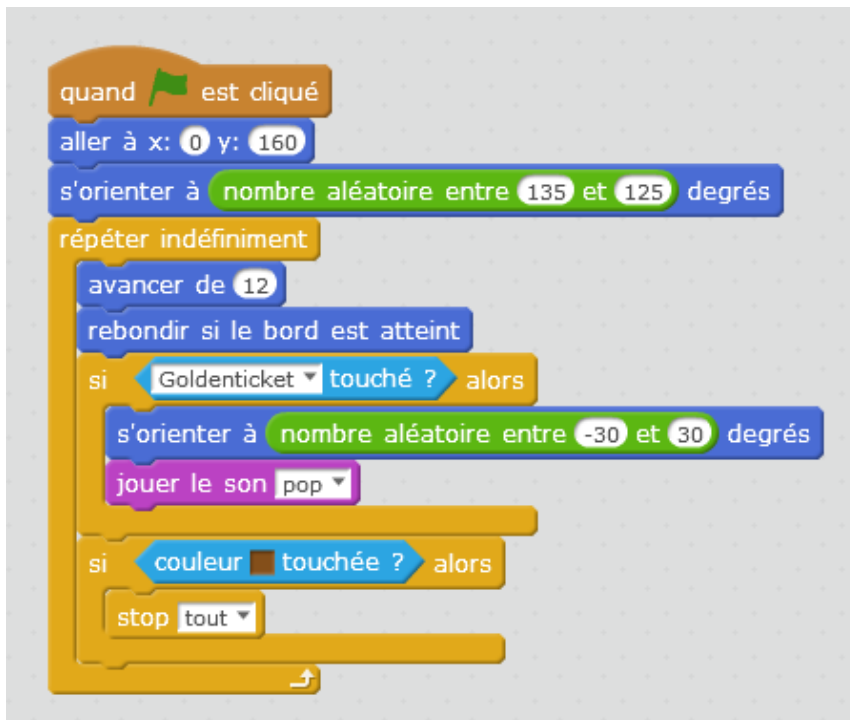 quand est cliqué
aller à x: 0 y: 160
s'orienter à nombre aléatoire entre 135 et 125 degrés
répéter indéfiniment
avancer de 12
rebondir si le bord est atteint
si Goldenticket touché ? alors
s'orienter à nombre aléatoire entre -30 et 30 degrés
jouer le son pop
si couleur touchée ? alors
stop tout